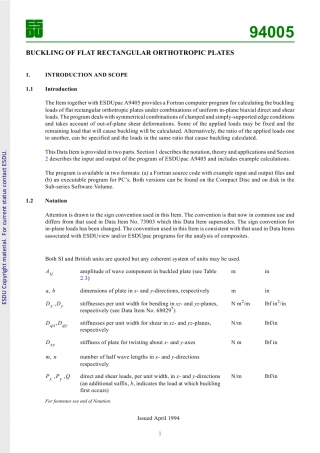 ESDU
94005
BUCKLING OF FLAT RECTANGULAR ORTHOTROPIC PLATES
1. INTRODUCTION AND SCOPE
1.1 Introduction
The Item together with ESDUpac A9405 provides a Fortran computer program for calculating the buckling
loads of flat rectangular orthotropic plates under combinations of uniform in-plane biaxial direct and shear
loads. The program deals with symmetrical combinations of clamped and simply-supported edge conditions
and takes account of out-of-plane shear deformations. Some of the applied loads may be fixed and the
remaining load that will cause buckling will be calculated. Alternatively, the ratio of the applied loads one
to another, can be specified and the loads in the same ratio that cause buckling calculated.
This Data Item is provided in two parts. Section 1 describes the notation, theory and applications and Section
2 describes the input and output of the program of ESDUpac A9405 and includes example calculations.
The program is available in two formats: (a) a Fortran source code with example input and output files and
(b) an executable program for PC's. Both versions can be found on the Compact Disc and on disk in the
Sub-series Software Volume.
1.2 Notation
Attention is drawn to the sign convention used in this Item. The convention is that now in common use and
differs from that used in Data Item No. 73003 which this Data Item supersedes. The sign convention for
in-plane loads has been changed. The convention used in this Item is consistent with that used in Data Items
associated with ESDUview and/or ESDUpac programs for the analysis of composites.
Both SI and British units are quoted but any coherent system of units may be used.
A_ij amplitude of wave component in buckled plate (see Table m in
2.3)
a, b dimensions of plate in x- and y-directions, respectively m in
D_x, D_y stiffnesses per unit width for bending in xz- and yz-planes, N m²/m lbf in²/in
respectively (see Data Item No. 68029*)
D_qx, D_qy stiffnesses per unit width for shear in xz- and yz-planes, N/m lbf/in
respectively
D_xy stiffness of plate for twisting about x- and y-axes N m lbf in
m, n number of half wave lengths in x- and y-directions
respectively
P_x, P_y, Q direct and shear loads, per unit width, in x- and y-directions N/m lbf/in
(an additional suffix, b, indicates the load at which buckling
first occurs)
For footnotes see end of Notation.
Issued April 1994
1
ESDU Copyright material. For current status contact ESDU.